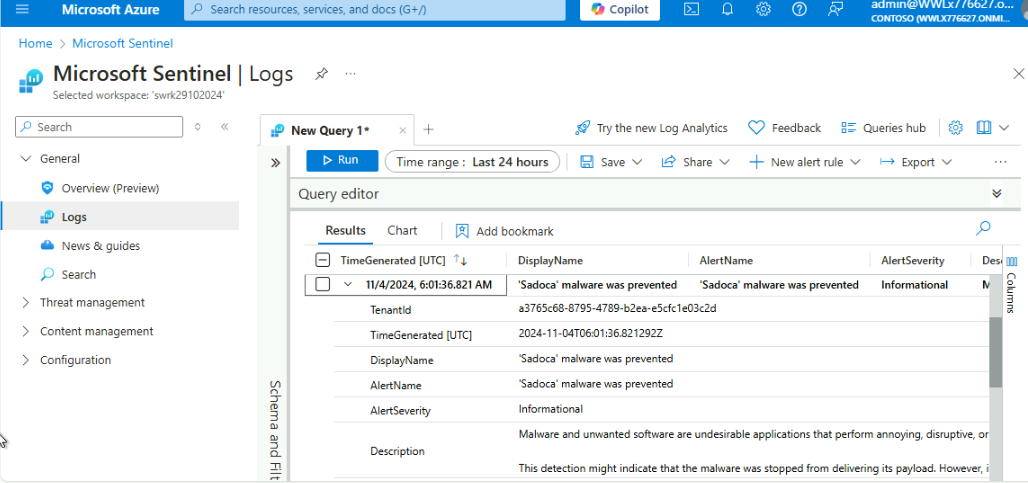 Microsoft Azure
Search resources, services, and docs (G+/)
Copilot
admin@WWLx776627.o...
CONTOSO (WWLX776627.ONMI...
Home > Microsoft Sentinel
Microsoft Sentinel | Logs
Selected workspace: 'swrk29102024'
Search
General
Overview (Preview)
Logs
News & guides
Search
Threat management
Content management
Configuration
New Query 1*
Try the new Log Analytics
Feedback
Queries hub
Run
Time range : Last 24 hours
Save
Share
New alert rule
Export
Query editor
Results Chart Add bookmark
TimeGenerated [UTC] DisplayName AlertName AlertSeverity Des
11/4/2024, 6:01:36.821 AM 'Sadoca' malware was prevented 'Sadoca' malware was prevented Informational M
TenantId a3765c68-8795-4789-b2ea-e5cfc1e03c2d
TimeGenerated [UTC] 2024-11-04T06:01:36.821292Z
DisplayName 'Sadoca' malware was prevented
AlertName 'Sadoca' malware was prevented
AlertSeverity Informational
Description Malware and unwanted software are undesirable applications that perform annoying, disruptive, or
This detection might indicate that the malware was stopped from delivering its payload. However, i
Schema and Filt
Columns